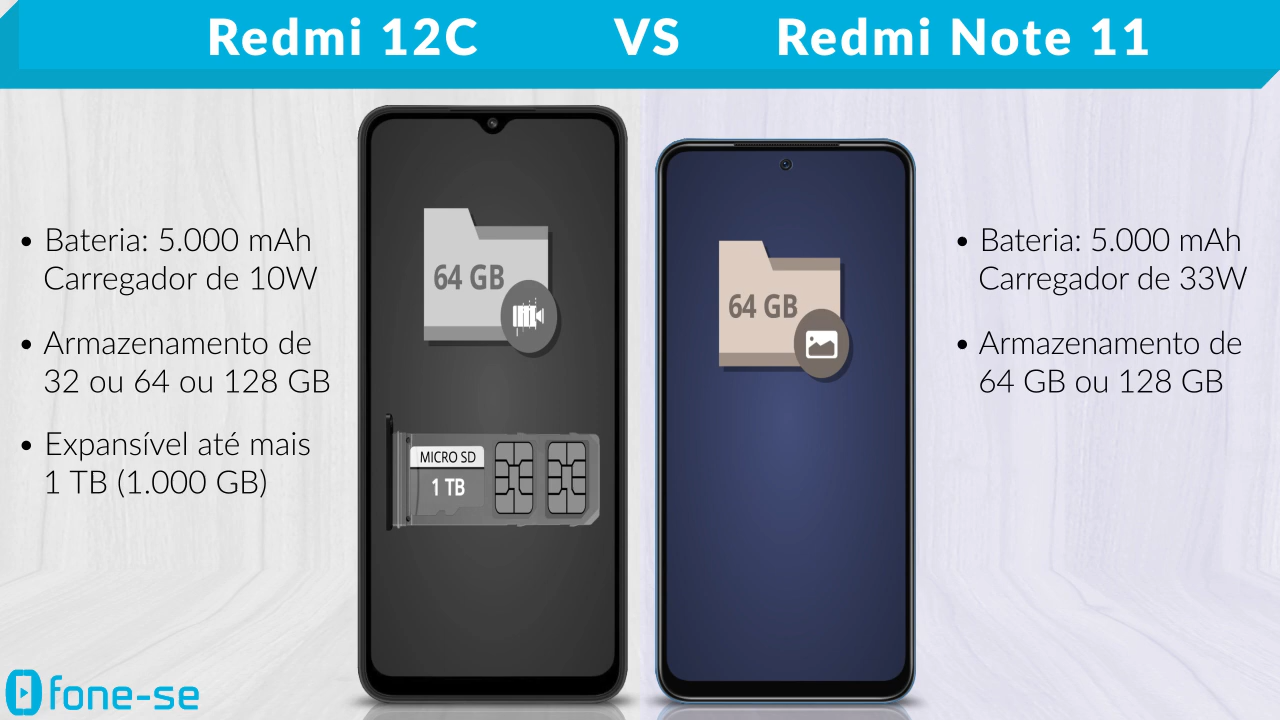 Redmi 12C VS Redmi Note 11
• Bateria: 5.000 mAh
Carregador de 10W
• Armazenamento de
32 ou 64 ou 128 GB
• Expansível até mais
1 TB (1.000 GB)
64 GB
MICRO SD
1 TB
64 GB
• Bateria: 5.000 mAh
Carregador de 33W
• Armazenamento de
64 GB ou 128 GB
fone-se